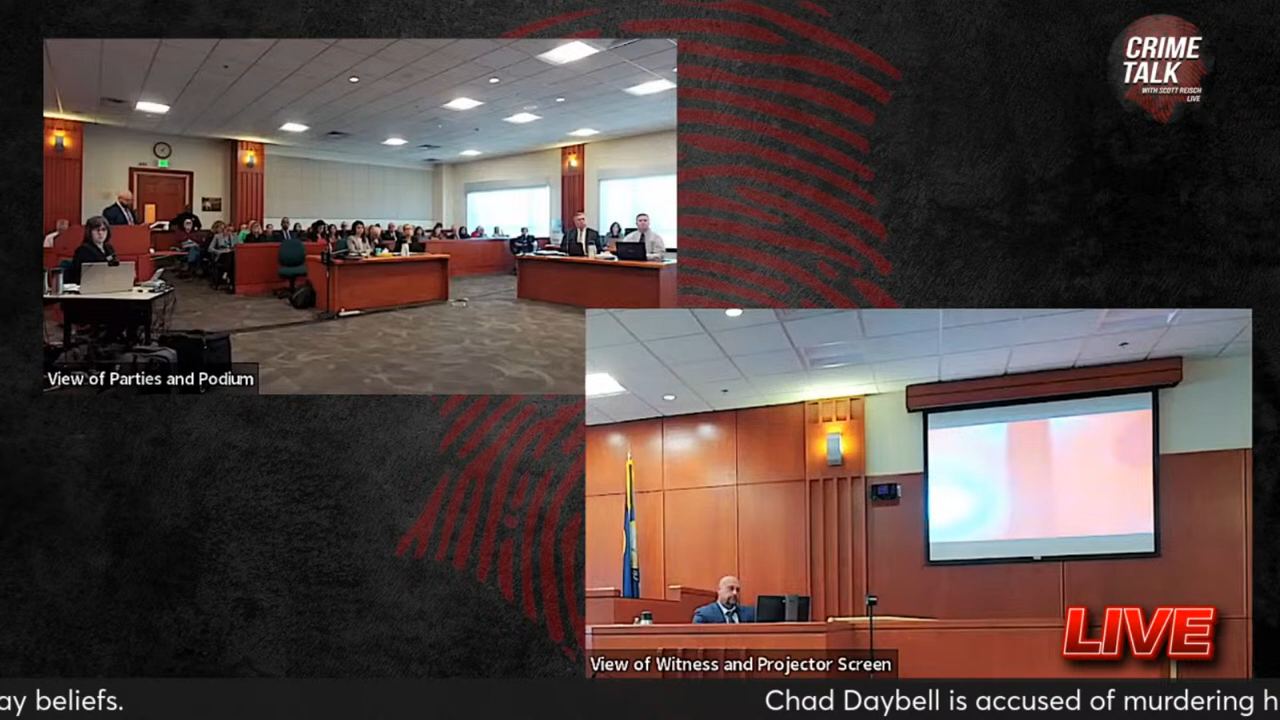 CRIME
TALK
WITH SCOTT REISCH
LIVE
View of Parties and Podium
View of Witness and Projector Screen
LIVE
ay beliefs.
Chad Daybell is accused of murdering h